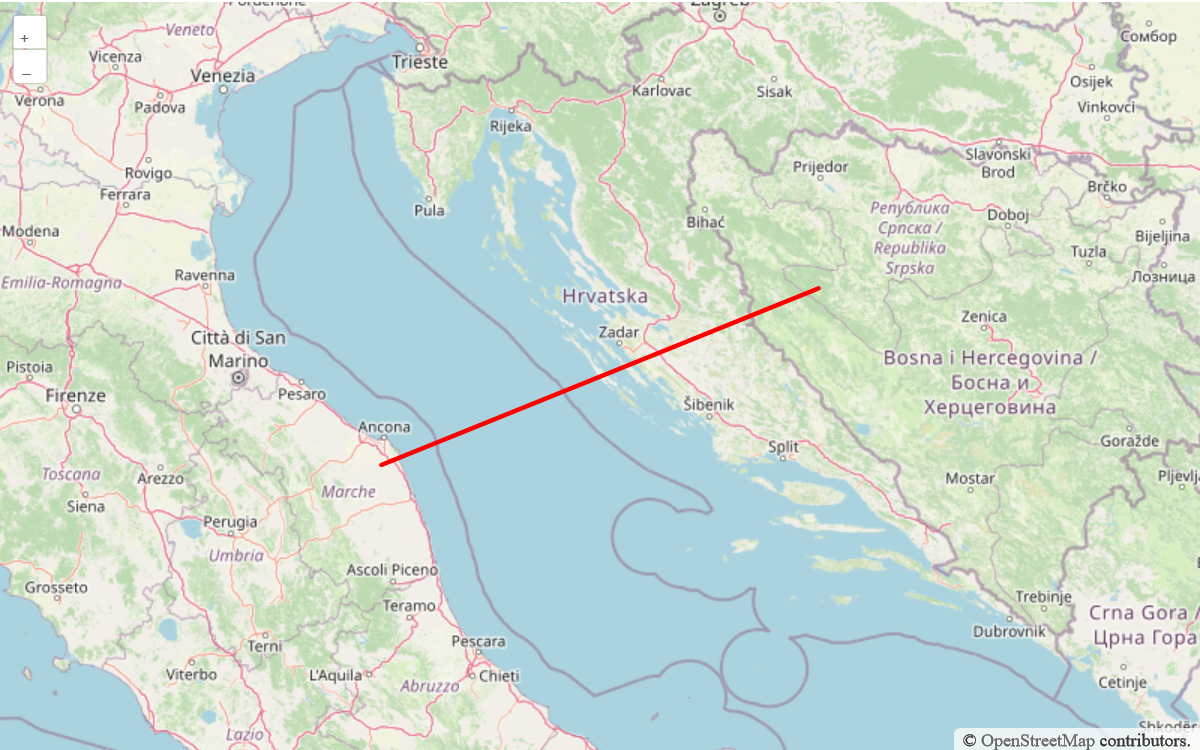 Pordenone
Zagreb
+
Veneto
Сомбор
Vicenza
Trieste
Venezia
Osijek
–
Karlovac
Sisak
Verona
Padova
Vinkovci
Rijeka
Slavonski
Brod
Prijedor
Rovigo
Ferrara
Brčko
Pula
Република
Српска /
Republika
Srpska
Doboj
Bihać
Modena
Bijeljina
Tuzla
Ravenna
Лозница
Emilia-Romagna
Hrvatska
Zenica
Zadar
Città di San
Marino
Bosna i Hercegovina /
Босна и
Херцеговина
Pistoia
Firenze
Pesaro
Šibenik
Ancona
Goražde
Split
Toscana
Arezzo
Mostar
Pljevlja
Marche
Siena
Perugia
Umbria
Ascoli Piceno
Grosseto
Trebinje
Teramo
Crna Gora /
Црна Гора
Dubrovnik
Pescara
Terni
Viterbo
L'Aquila
Chieti
Abruzzo
Cetinje
Lazio
Shkodër
© OpenStreetMap contributors.